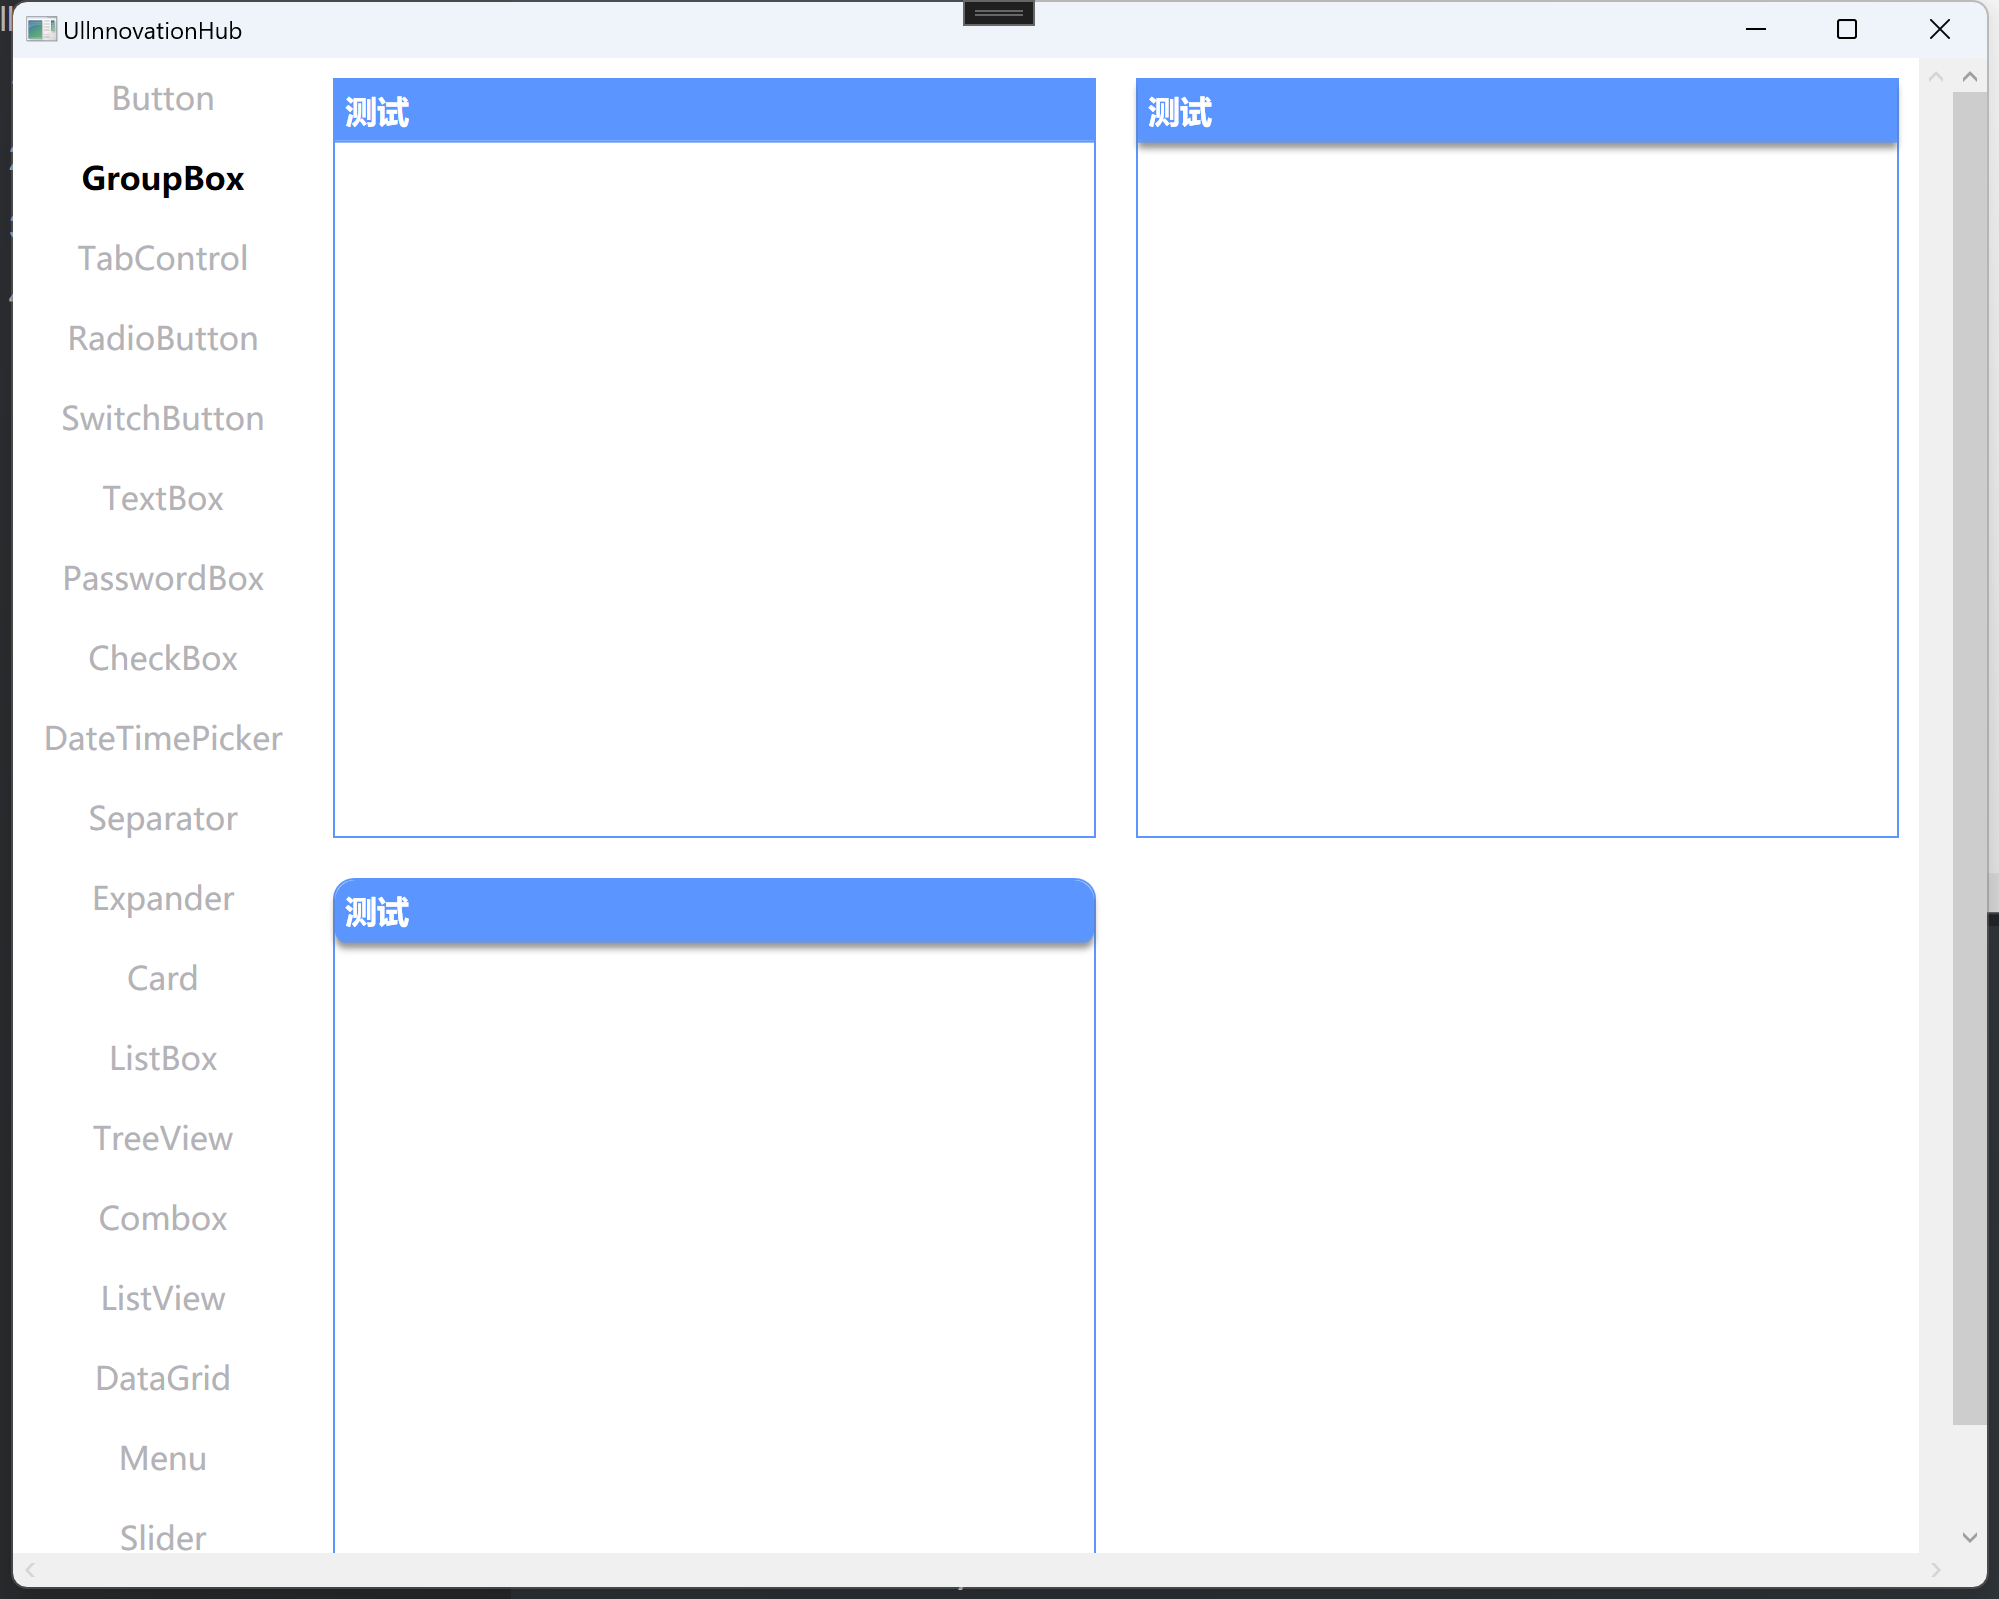 UIInnovationHub
Button
GroupBox
TabControl
RadioButton
SwitchButton
TextBox
PasswordBox
CheckBox
DateTimePicker
Separator
Expander
Card
ListBox
TreeView
Combox
ListView
DataGrid
Menu
Slider
测试
测试
测试